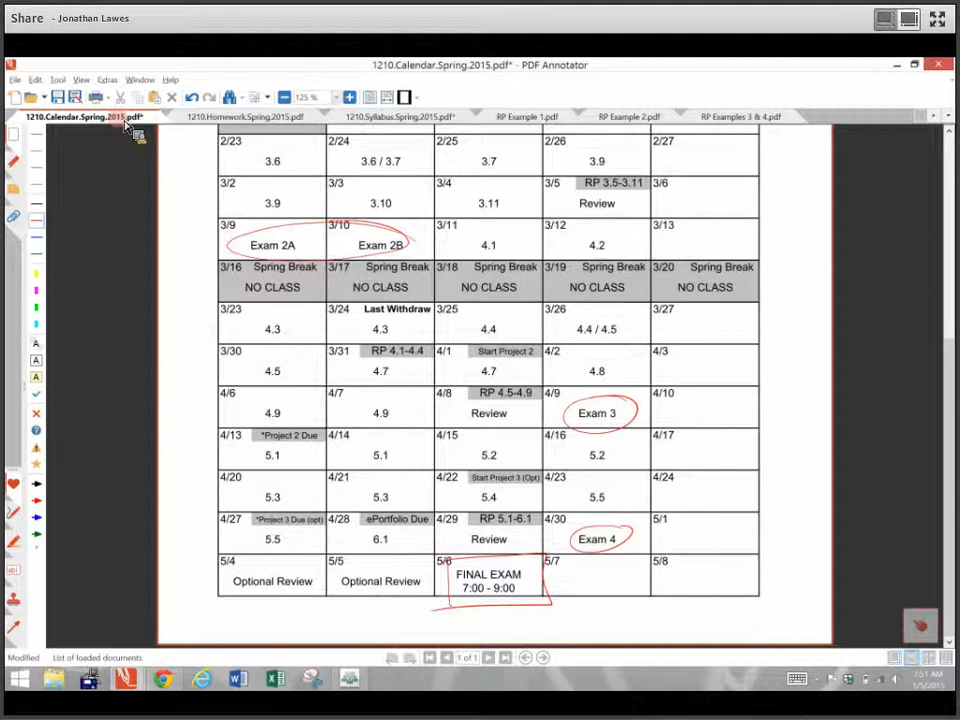 Share - Jonathan Lawes
1210.Calendar.Spring.2015.pdf* - PDF Annotator
File Edit Tool View Extras Window Help
125 %
1210.Calendar.Spring.2015.pdf* 1210.Homework.Spring.2015.pdf 1210.Syllabus.Spring.2015.pdf* RP Example 1.pdf RP Example 2.pdf RP Examples 3 & 4.pdf
2/23 2/24 2/25 2/26 2/27
3.6 3.6 / 3.7 3.7 3.9
3/2 3/3 3/4 3/5 RP 3.5-3.11 3/6
3.9 3.10 3.11 Review
3/9 3/10 3/11 3/12 3/13
Exam 2A Exam 2B 4.1 4.2
3/16 Spring Break 3/17 Spring Break 3/18 Spring Break 3/19 Spring Break 3/20 Spring Break
NO CLASS NO CLASS NO CLASS NO CLASS NO CLASS
3/23 3/24 Last Withdraw 3/25 3/26 3/27
4.3 4.3 4.4 4.4 / 4.5
3/30 3/31 RP 4.1-4.4 4/1 Start Project 2 4/2 4/3
4.5 4.7 4.7 4.8
4/6 4/7 4/8 RP 4.5-4.9 4/9 4/10
4.9 4.9 Review Exam 3
4/13 *Project 2 Due 4/14 4/15 4/16 4/17
5.1 5.1 5.2 5.2
4/20 4/21 4/22 Start Project 3 (Opt) 4/23 4/24
5.3 5.3 5.4 5.5
4/27 *Project 3 Due (opt) 4/28 ePortfolio Due 4/29 RP 5.1-6.1 4/30 5/1
5.5 6.1 Review Exam 4
5/4 5/5 5/6 5/7 5/8
Optional Review Optional Review FINAL EXAM
7:00 - 9:00
Modified List of loaded documents 1 of 1
7:51 AM
1/5/2015